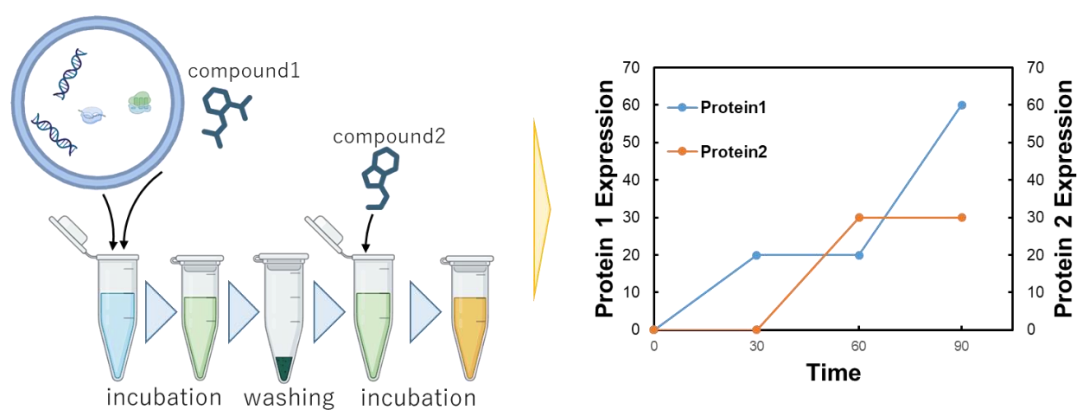 compound1
compound2
incubation
washing
incubation
Protein 1 Expression
70
60
50
40
30
20
10
0
Protein1
Protein2
70
60
50
40
30
20
10
0
Protein 2 Expression
0
30
60
90
Time